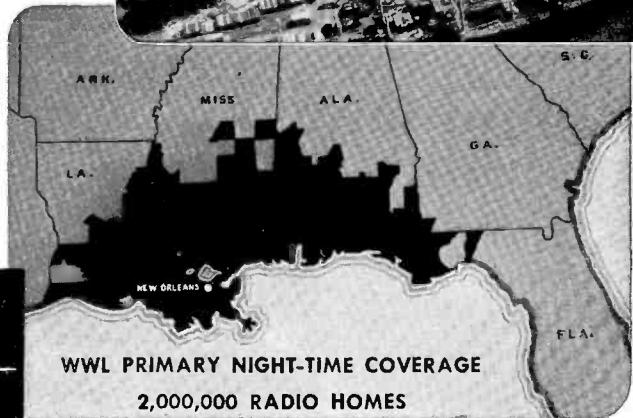 S. C.
ARK.
MISS
ALA.
GA.
LA.
NEW ORLEANS
FLA.
WWL PRIMARY NIGHT-TIME COVERAGE
2,000,000 RADIO HOMES